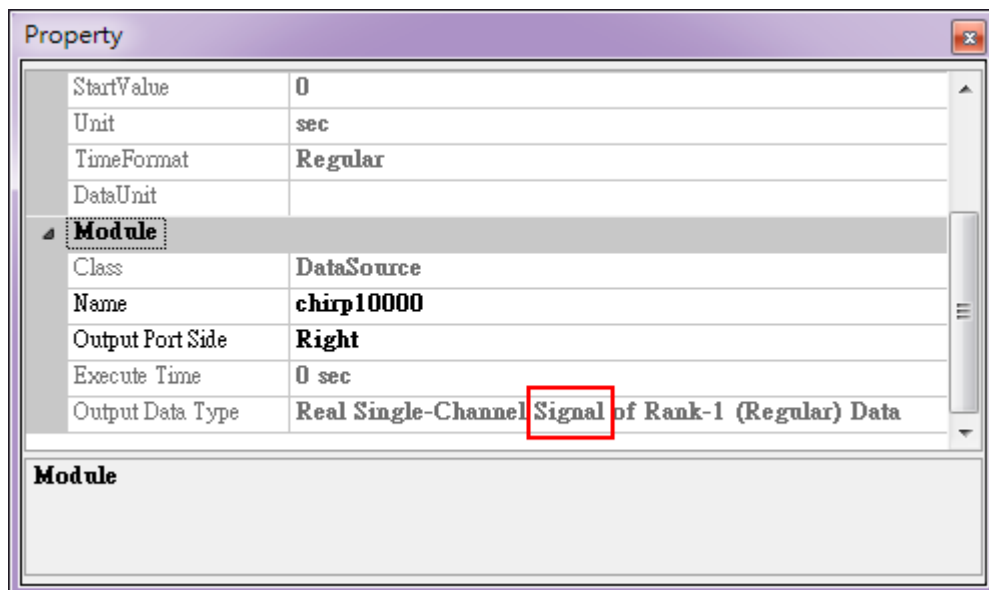 Property
StartValue 0
Unit sec
TimeFormat Regular
DataUnit
Module
Class DataSource
Name chirp10000
Output Port Side Right
Execute Time 0 sec
Output Data Type Real Single-Channel Signal of Rank-1 (Regular) Data
Module